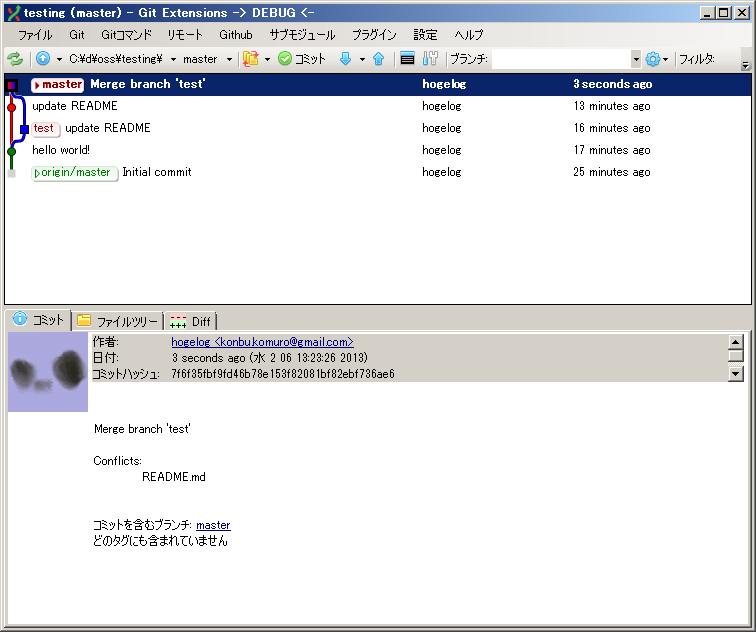 testing (master) - Git Extensions -> DEBUG <-
ファイル Git Gitコマンド リモート Github サブモジュール プラグイン 設定 ヘルプ
C:¥d¥oss¥testing¥ master コミット ブランチ: フィルタ:
master Merge branch 'test' hogelog 3 seconds ago
update README hogelog 13 minutes ago
test update README hogelog 16 minutes ago
hello world! hogelog 17 minutes ago
origin/master Initial commit hogelog 25 minutes ago
コミット ファイルツリー Diff
作者: hogelog <konbu.komuro@gmail.com>
日付: 3 seconds ago (水 2 06 13:23:26 2013)
コミットハッシュ: 7f6f35fbf9fd46b78e153f82081bf82ebf736ae6
Merge branch 'test'
Conflicts:
README.md
コミットを含むブランチ: master
どのタグにも含まれていません